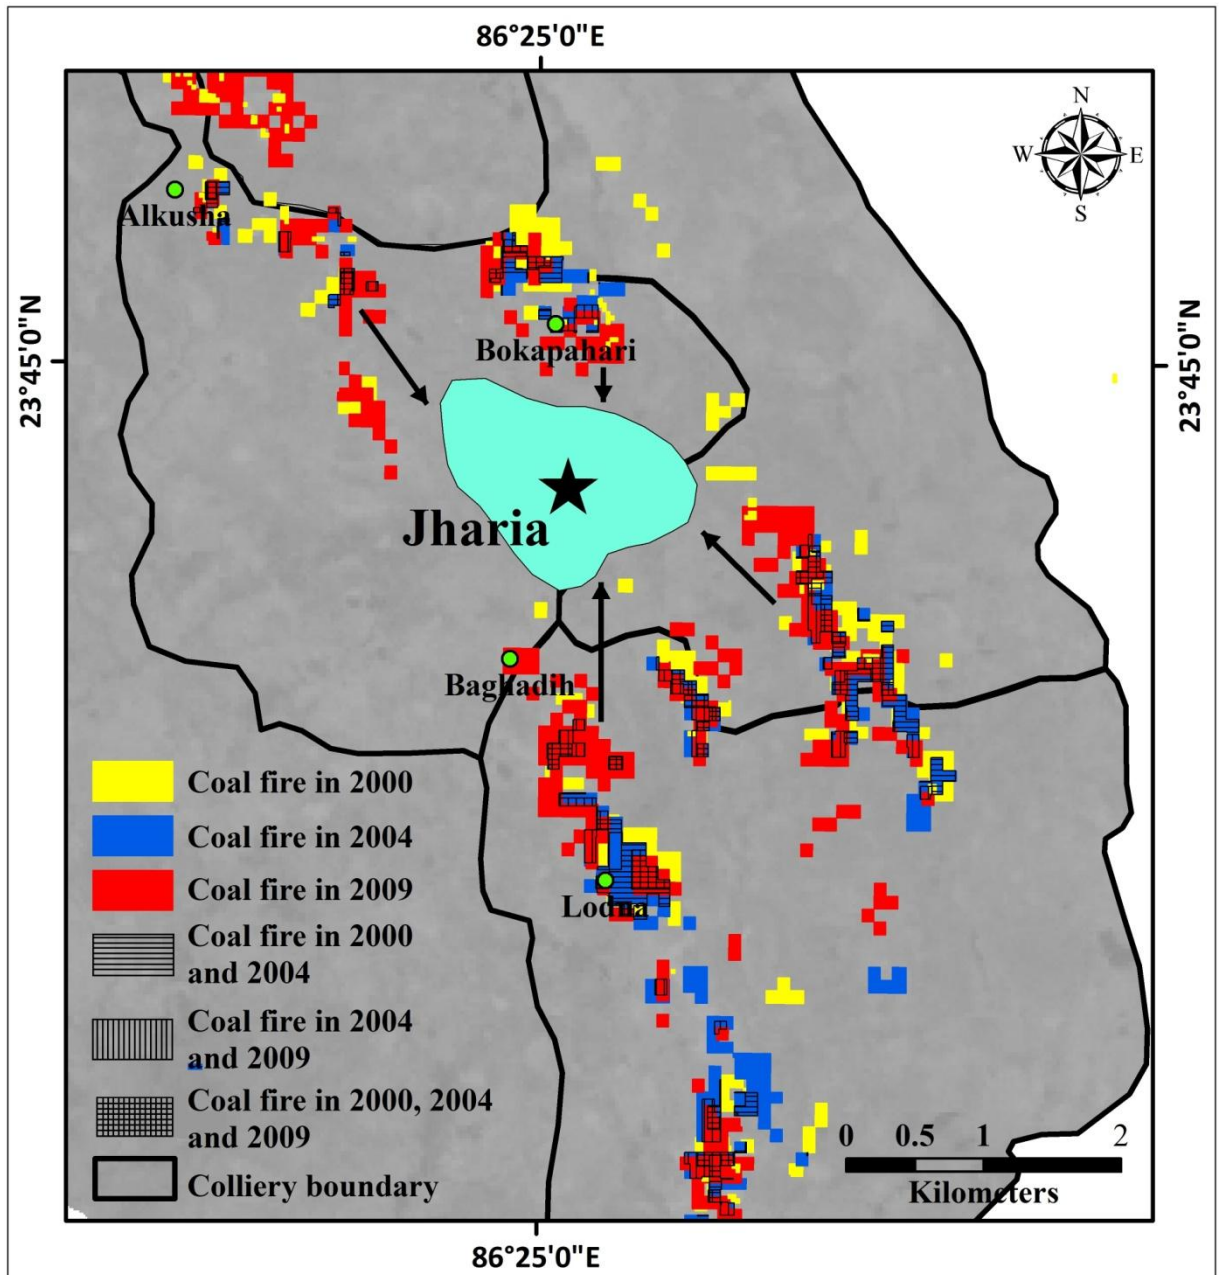 86°25'0"E
N
W E
S
Alkusha
23°45'0"N
23°45'0"N
Bokapahari
Jharia
Baghadih
Coal fire in 2000
Coal fire in 2004
Coal fire in 2009
Lodna
Coal fire in 2000
and 2004
Coal fire in 2004
and 2009
Coal fire in 2000, 2004
and 2009
Colliery boundary
0 0.5 1 2
Kilometers
86°25'0"E